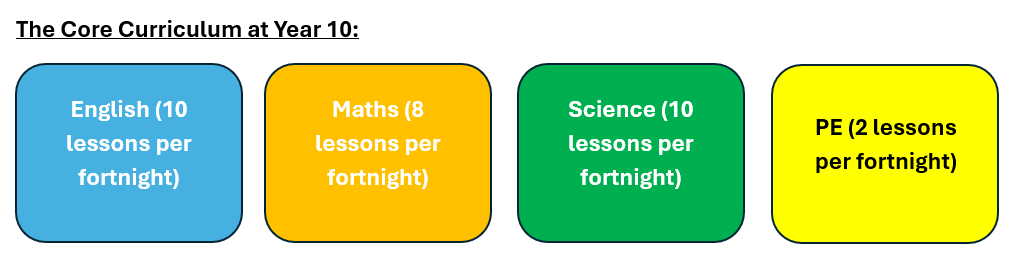 The Core Curriculum at Year 10:
English (10
lessons per
fortnight)
Maths (8
lessons per
fortnight)
Science (10
lessons per
fortnight)
PE (2 lessons
per fortnight)